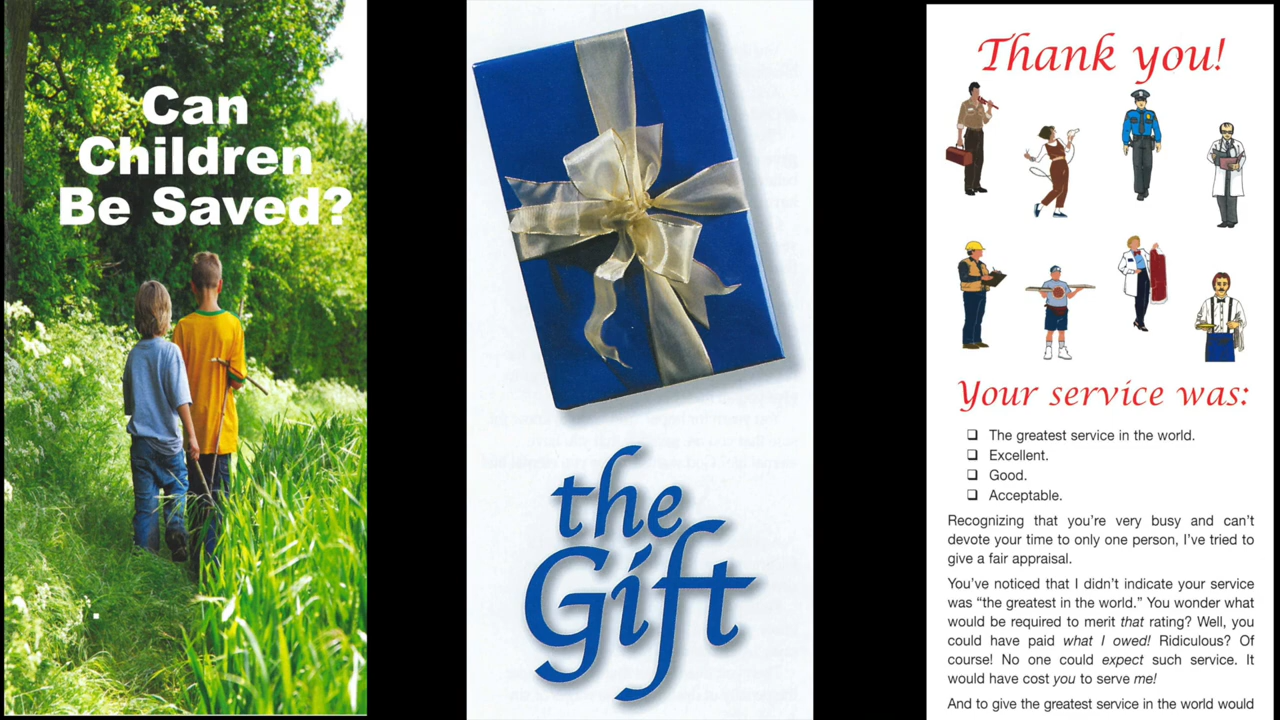 Can
Children
Be Saved?
the
Gift
Thank you!
Your service was:
❑ The greatest service in the world.
❑ Excellent.
❑ Good.
❑ Acceptable.
Recognizing that you're very busy and can't
devote your time to only one person, I've tried to
give a fair appraisal.
You've noticed that I didn't indicate your service
was "the greatest in the world." You wonder what
would be required to merit that rating? Well, you
could have paid what I owed! Ridiculous? Of
course! No one could expect such service. It
would have cost you to serve me!
And to give the greatest service in the world would